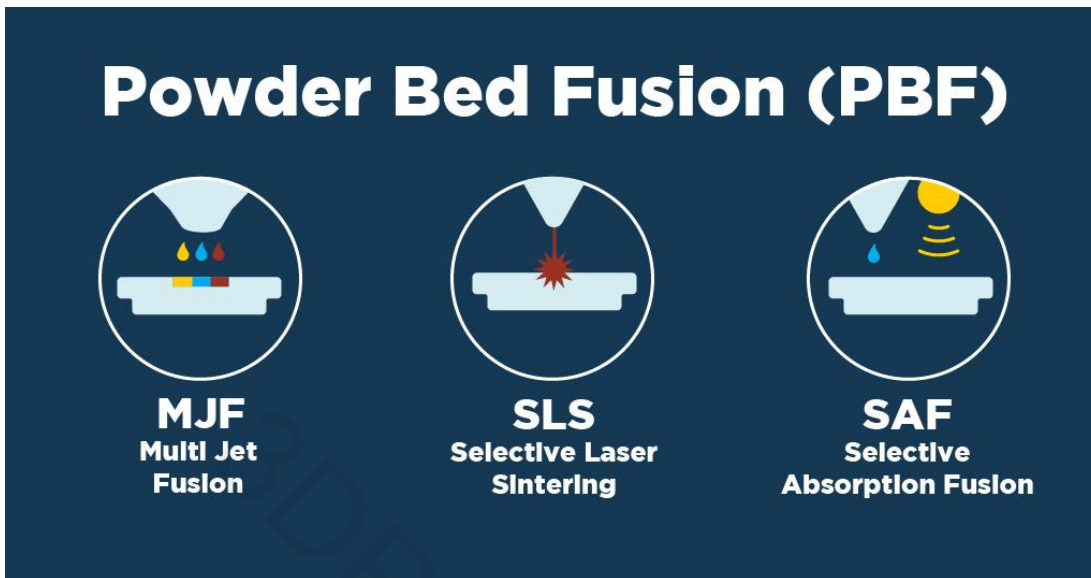 Powder Bed Fusion (PBF)
MJF
Multi Jet
Fusion
SLS
Selective Laser
Sintering
SAF
Selective
Absorption Fusion